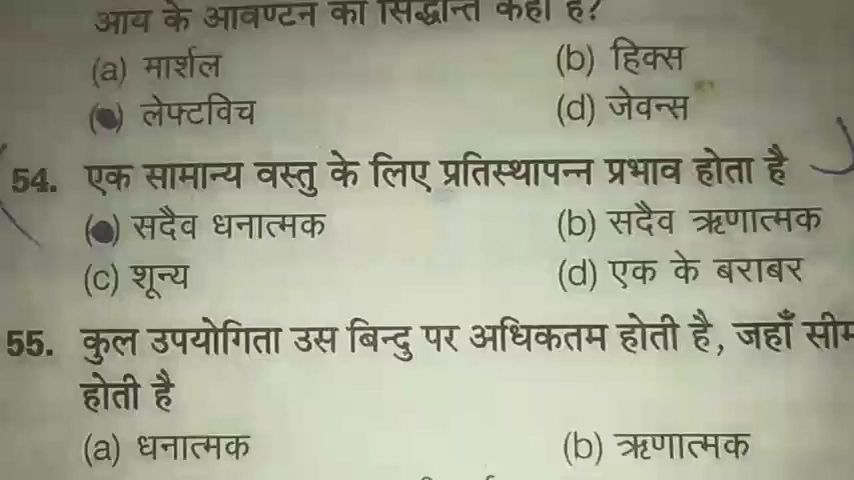 आय के आवण्टन का सिद्धान्त कहा है?
(a) मार्शल (b) हिक्स
() लेफ्टविच (d) जेवन्स
54. एक सामान्य वस्तु के लिए प्रतिस्थापन्न प्रभाव होता है
() सदैव धनात्मक (b) सदैव ऋणात्मक
(c) शून्य (d) एक के बराबर
55. कुल उपयोगिता उस बिन्दु पर अधिकतम होती है, जहाँ
होती है
(a) धनात्मक (b) ऋणात्मक